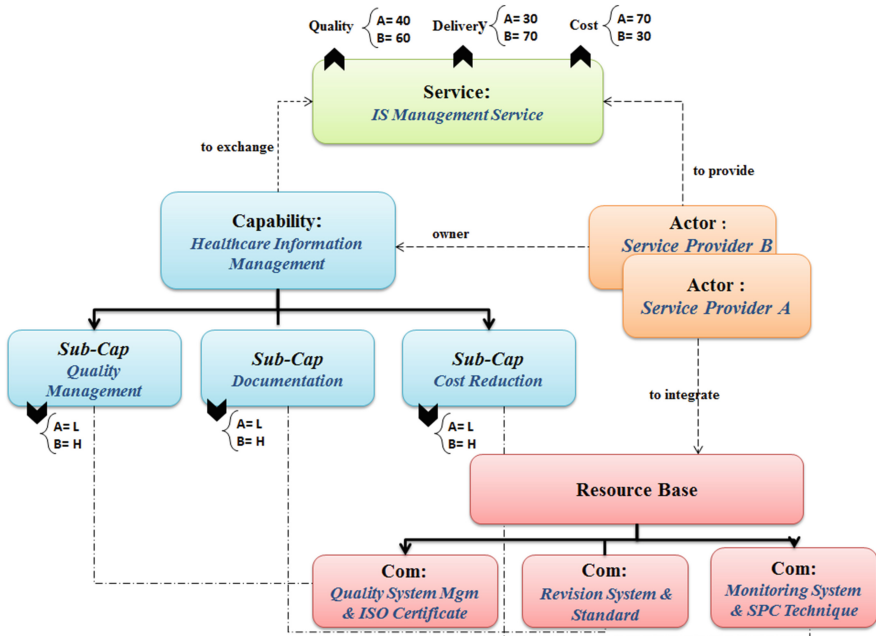 Quality
A= 40
B= 60
Delivery
A= 30
B= 70
Cost
A= 70
B= 30
Service:
IS Management Service
to exchange
to provide
Capability:
Healthcare Information
Management
owner
Actor :
Service Provider B
Actor :
Service Provider A
Sub-Cap
Quality
Management
Sub-Cap
Documentation
Sub-Cap
Cost Reduction
to integrate
A= L
B= H
A= L
B= H
A= L
B= H
Resource Base
Com:
Quality System Mgm
& ISO Certificate
Com:
Revision System &
Standard
Com:
Monitoring System
& SPC Technique